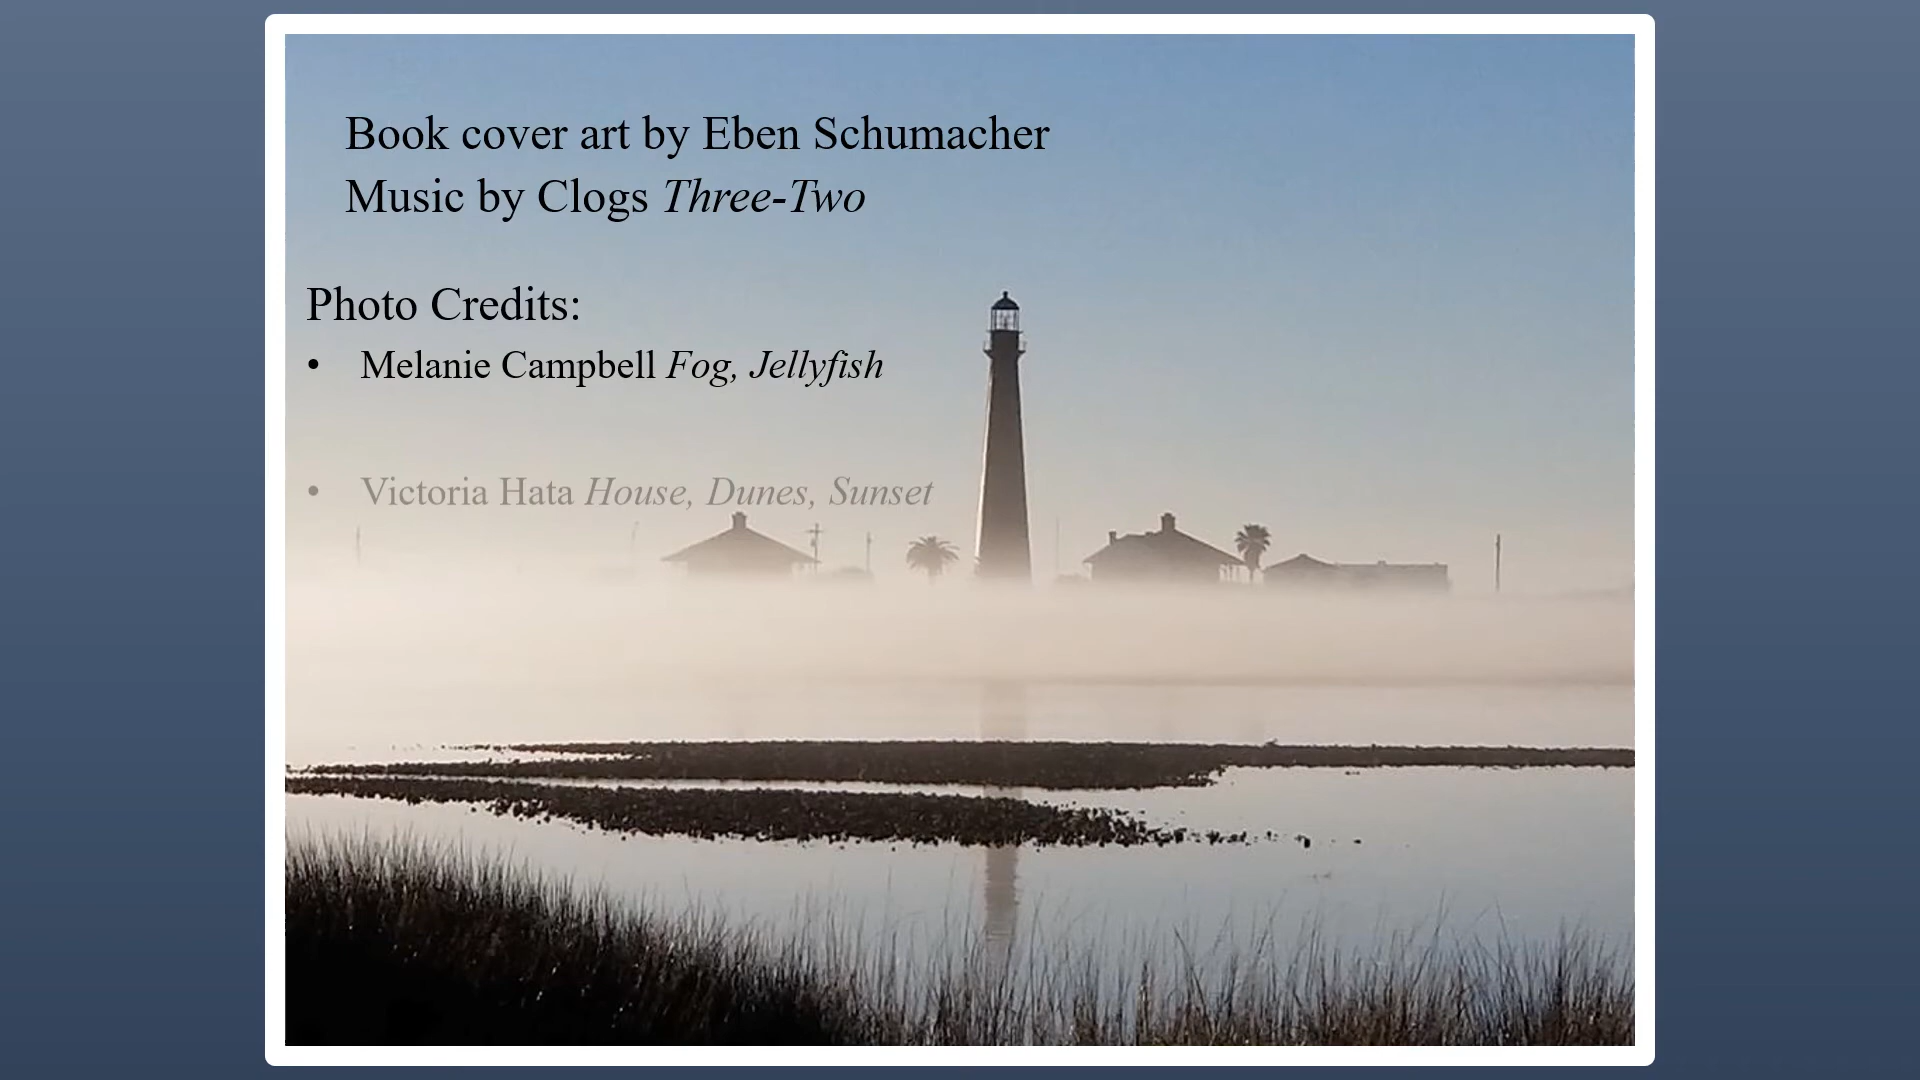 Book cover art by Eben Schumacher
Music by Clogs Three-Two
Photo Credits:
• Melanie Campbell Fog, Jellyfish
• Victoria Hata House, Dunes, Sunset